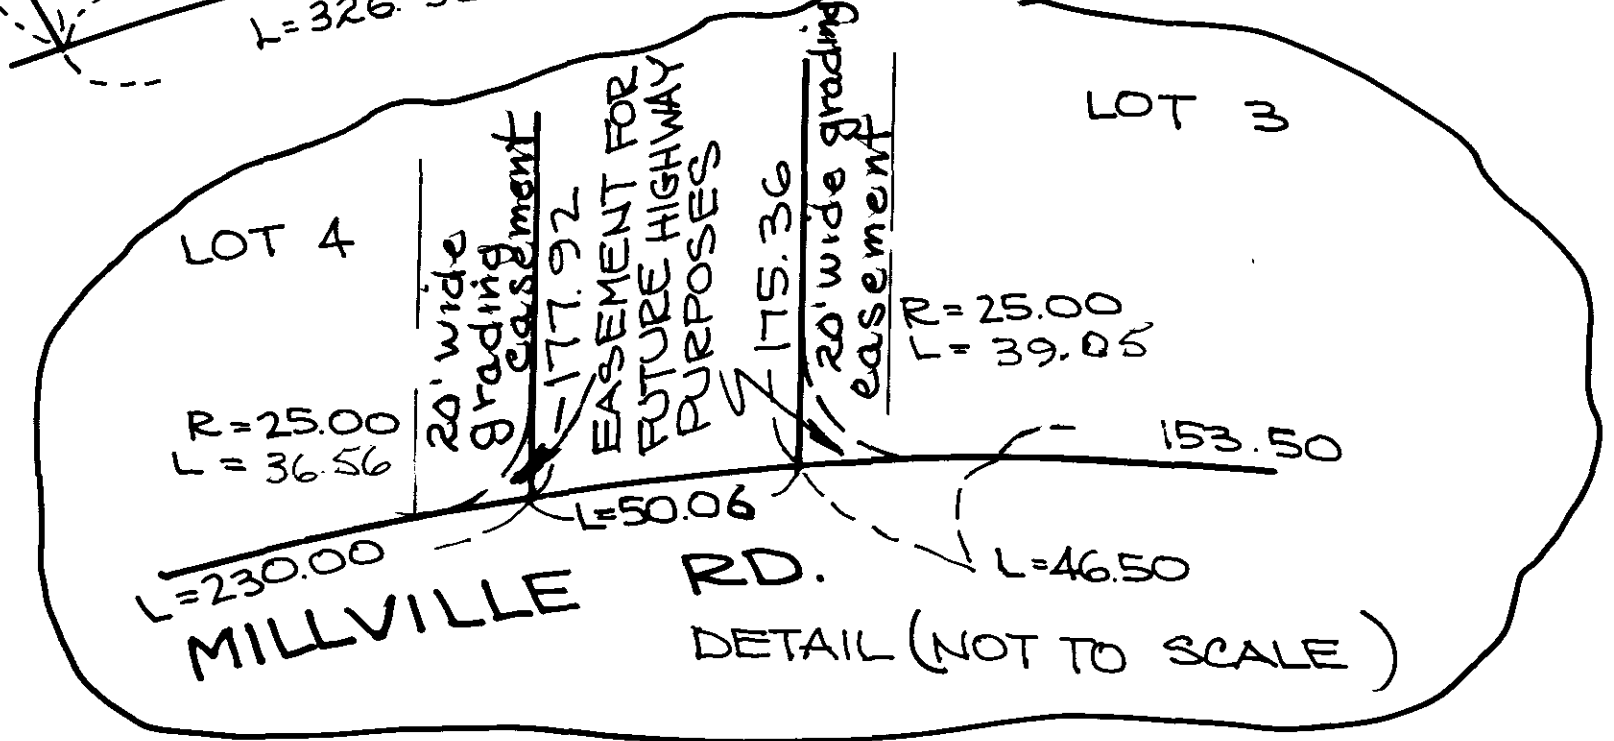 L=326.
LOT 4
20' wide
grading
easement
177.92
EASEMENT FOR
FUTURE HIGHWAY
PURPOSES
175.36
20' wide grading
easement
LOT 3
R=25.00
L=39.05
R=25.00
L=36.56
153.50
L=50.06
L=230.00
L=46.50
MILLVILLE RD.
DETAIL (NOT TO SCALE)